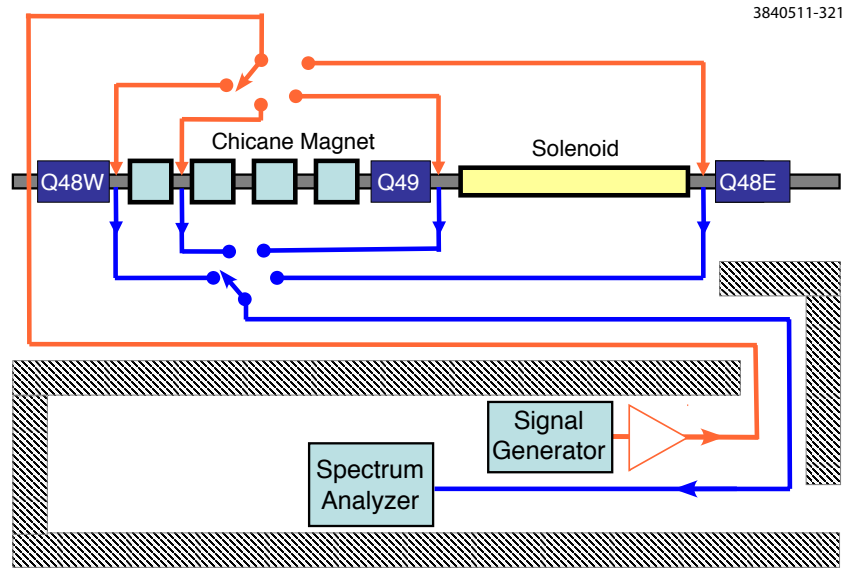 3840511-321
Chicane Magnet
Solenoid
Q48W
Q49
Q48E
Signal
Generator
Spectrum
Analyzer